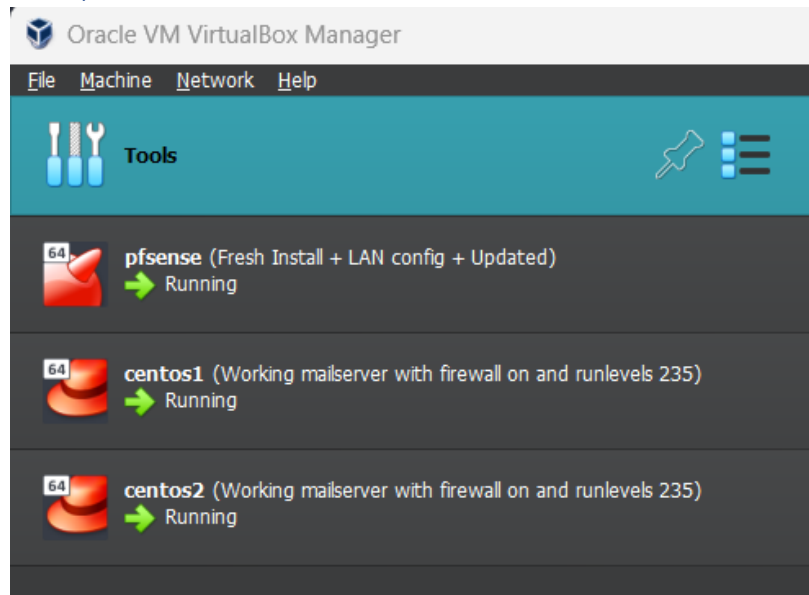 Oracle VM VirtualBox Manager
File Machine Network Help
Tools
64
pfsense (Fresh Install + LAN config + Updated)
Running
64
centos1 (Working mailserver with firewall on and runlevels 235)
Running
64
centos2 (Working mailserver with firewall on and runlevels 235)
Running